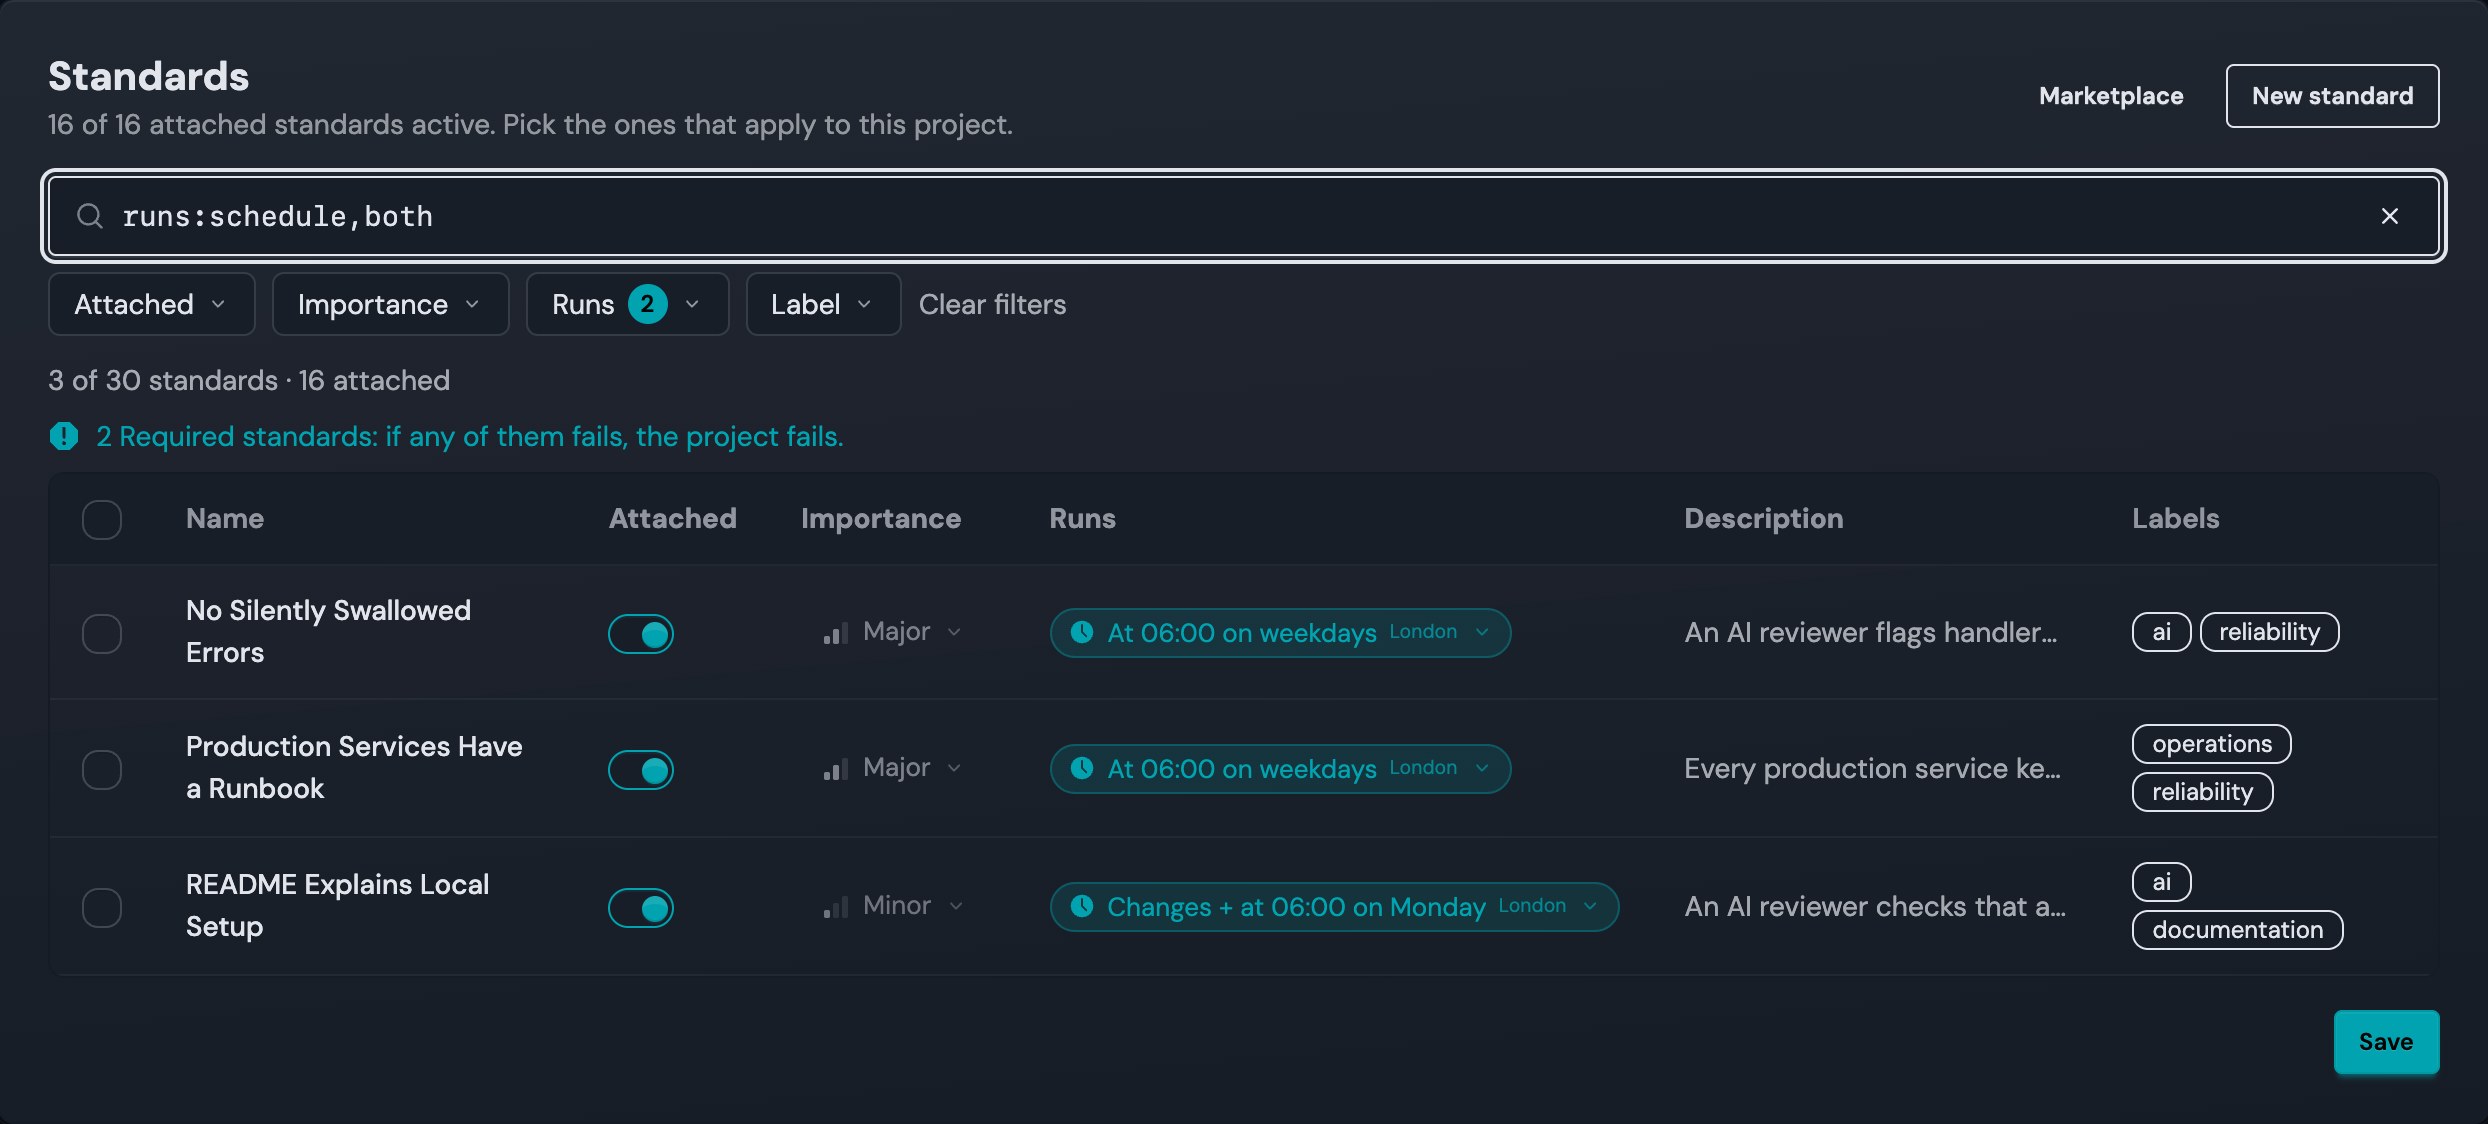 Standards
16 of 16 attached standards active. Pick the ones that apply to this project.
Marketplace
New standard
runs:schedule,both
Attached
Importance
Runs 2
Label
Clear filters
3 of 30 standards · 16 attached
2 Required standards: if any of them fails, the project fails.
Name Attached Importance Runs Description Labels
No Silently Swallowed
Errors
Major
At 06:00 on weekdays London
An AI reviewer flags handler...
ai reliability
Production Services Have
a Runbook
Major
At 06:00 on weekdays London
Every production service ke...
operations
reliability
README Explains Local
Setup
Minor
Changes + at 06:00 on Monday London
An AI reviewer checks that a...
ai
documentation
Save